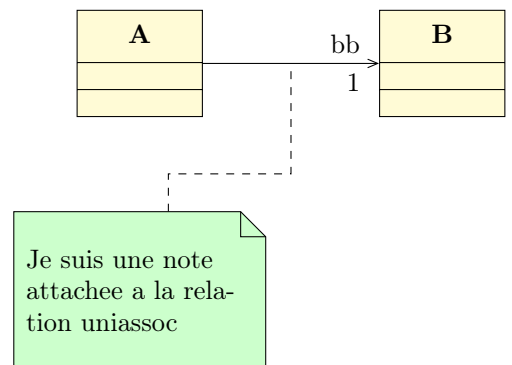 A
bb
B
1
Je suis une note
attachee a la rela-
tion uniassoc